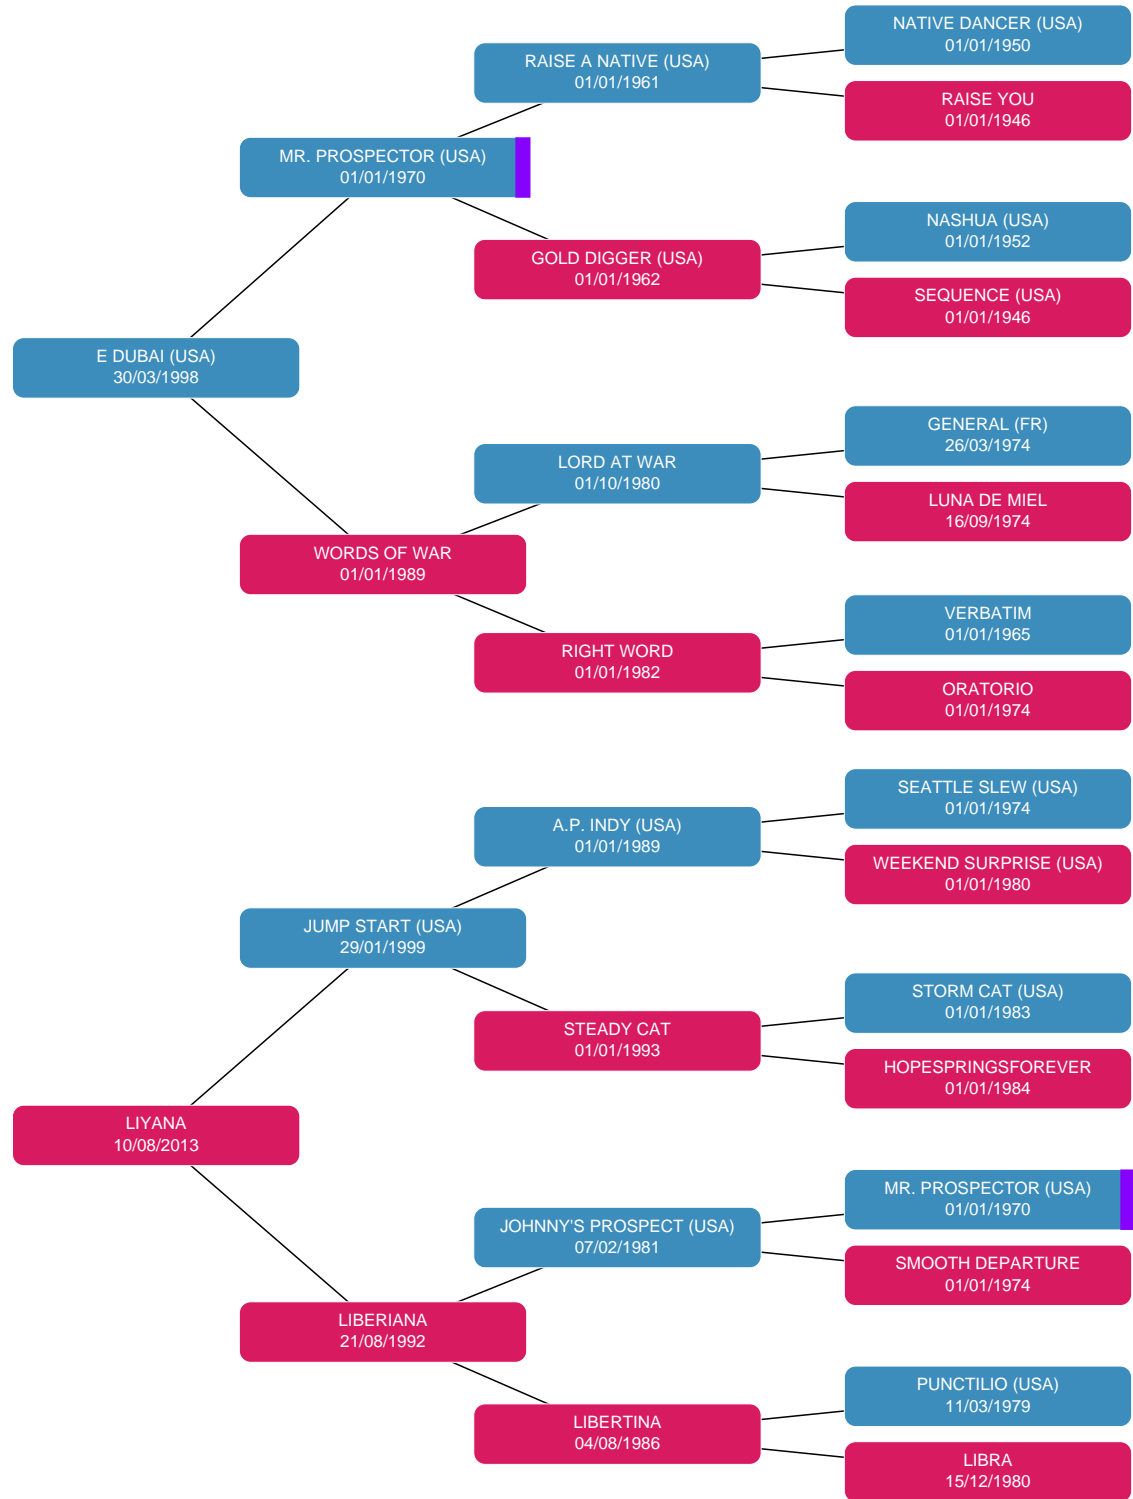 NATIVE DANCER (USA)
01/01/1950
RAISE A NATIVE (USA)
01/01/1961
RAISE YOU
01/01/1946
MR. PROSPECTOR (USA)
01/01/1970
NASHUA (USA)
01/01/1952
GOLD DIGGER (USA)
01/01/1962
SEQUENCE (USA)
01/01/1946
E DUBAI (USA)
30/03/1998
GENERAL (FR)
26/03/1974
LORD AT WAR
01/10/1980
LUNA DE MIEL
16/09/1974
WORDS OF WAR
01/01/1989
VERBATIM
01/01/1965
RIGHT WORD
01/01/1982
ORATORIO
01/01/1974
SEATTLE SLEW (USA)
01/01/1974
A.P. INDY (USA)
01/01/1989
WEEKEND SURPRISE (USA)
01/01/1980
JUMP START (USA)
29/01/1999
STORM CAT (USA)
01/01/1983
STEADY CAT
01/01/1993
HOPESPRINGSFOREVER
01/01/1984
LIYANA
10/08/2013
MR. PROSPECTOR (USA)
01/01/1970
JOHNNY'S PROSPECT (USA)
07/02/1981
SMOOTH DEPARTURE
01/01/1974
LIBERIANA
21/08/1992
PUNCTILIO (USA)
11/03/1979
LIBERTINA
04/08/1986
LIBRA
15/12/1980